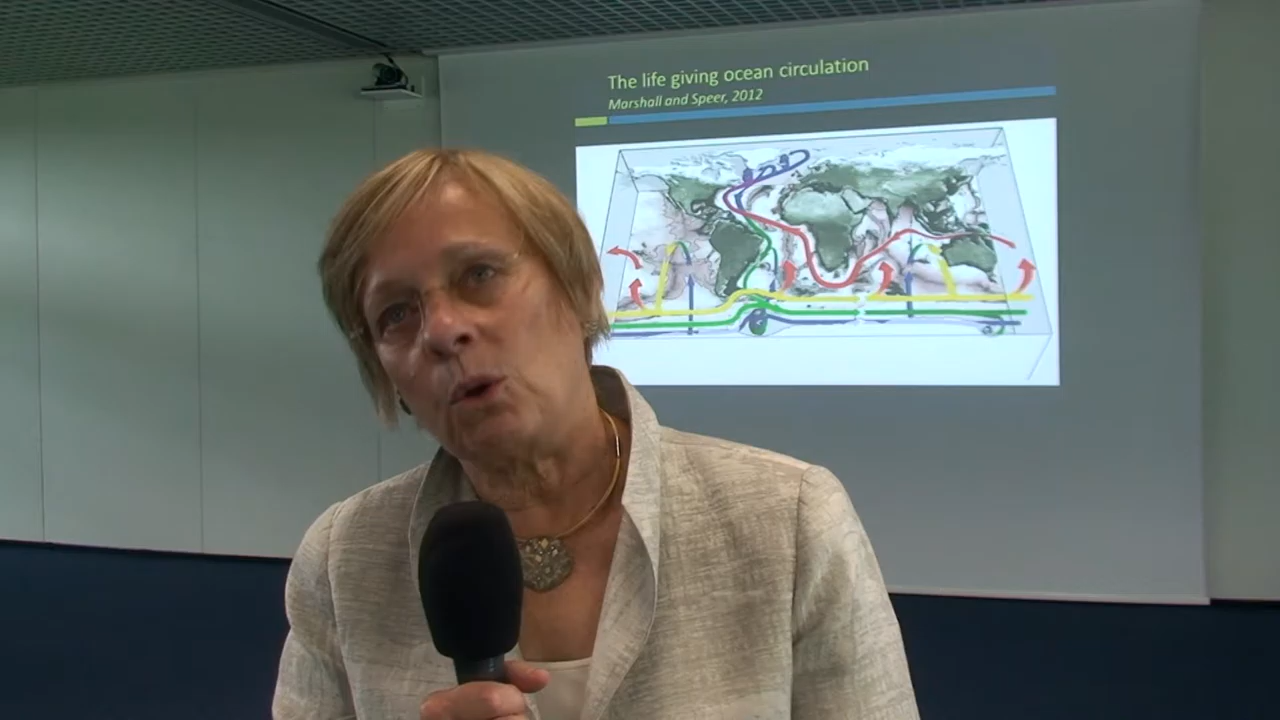 The life giving ocean circulation
Marshall and Speer, 2012